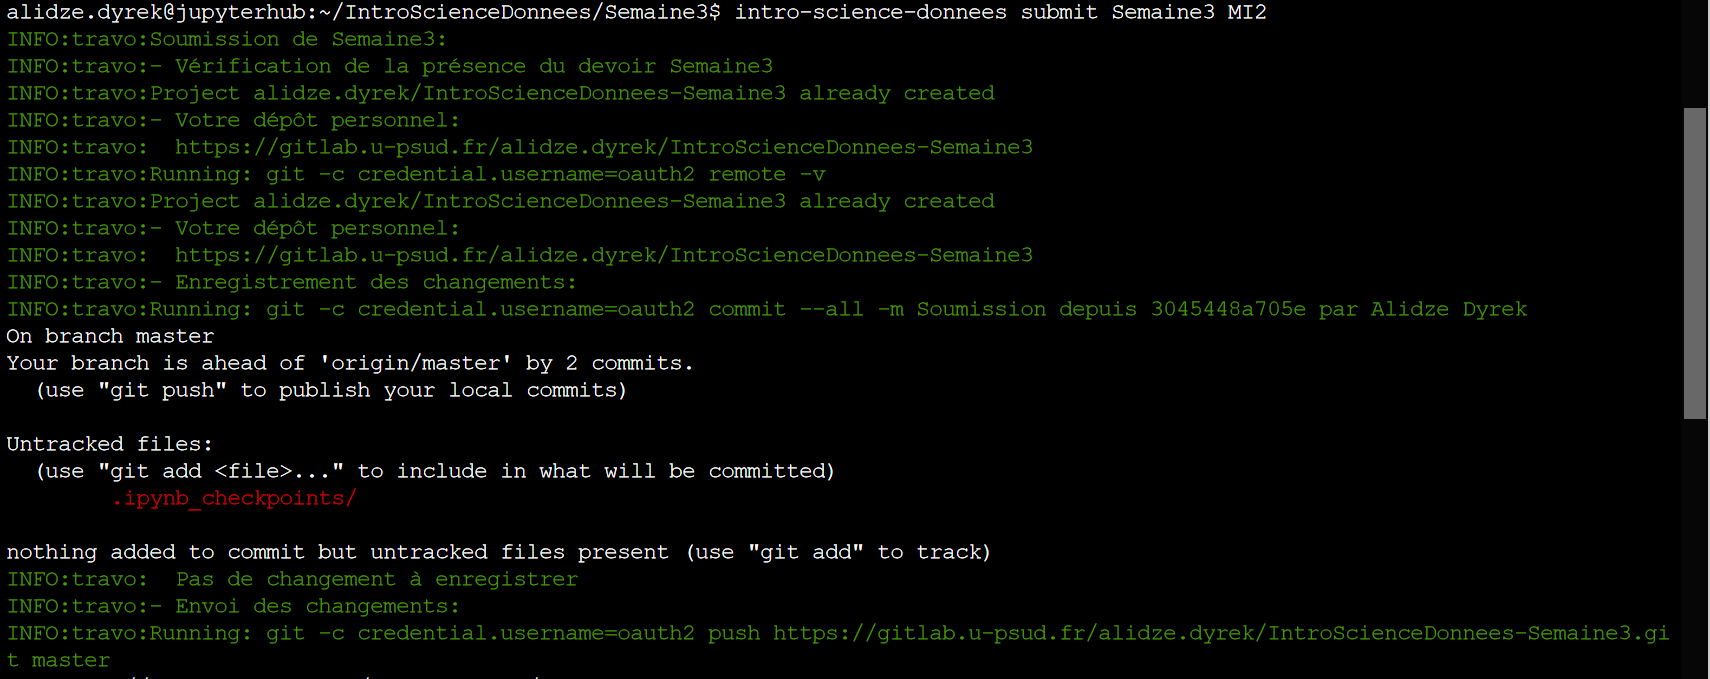 alidze.dyrek@jupyterhub:~/IntroScienceDonnees/Semaine3$ intro-science-donnees submit Semaine3 MI2
INFO:travo:Soumission de Semaine3:
INFO:travo:- Vérification de la présence du devoir Semaine3
INFO:travo:Project alidze.dyrek/IntroScienceDonnees-Semaine3 already created
INFO:travo:- Votre dépôt personnel:
INFO:travo:  https://gitlab.u-psud.fr/alidze.dyrek/IntroScienceDonnees-Semaine3
INFO:travo:Running: git -c credential.username=oauth2 remote -v
INFO:travo:Project alidze.dyrek/IntroScienceDonnees-Semaine3 already created
INFO:travo:- Votre dépôt personnel:
INFO:travo:  https://gitlab.u-psud.fr/alidze.dyrek/IntroScienceDonnees-Semaine3
INFO:travo:- Enregistrement des changements:
INFO:travo:Running: git -c credential.username=oauth2 commit --all -m Soumission depuis 3045448a705e par Alidze Dyrek
On branch master
Your branch is ahead of 'origin/master' by 2 commits.
  (use "git push" to publish your local commits)
Untracked files:
  (use "git add <file>..." to include in what will be committed)
        .ipynb_checkpoints/
nothing added to commit but untracked files present (use "git add" to track)
INFO:travo:  Pas de changement à enregistrer
INFO:travo:- Envoi des changements:
INFO:travo:Running: git -c credential.username=oauth2 push https://gitlab.u-psud.fr/alidze.dyrek/IntroScienceDonnees-Semaine3.gi
t master